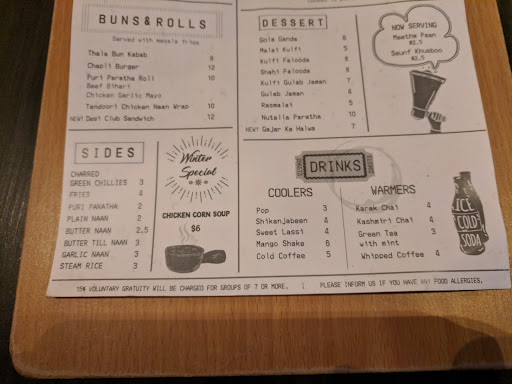 BUNS & ROLLS
Served with masala fries
Thala Bun Kabab 9
Chapli Burger 12
Puri Paratha Roll 10
Beef Bihari
Chicken Garlic Mayo
Tandoori Chicken Naan Wrap 10
NEW! Desi Club Sandwich 12
SIDES
CHARRED
GREEN CHILLIES 3
FRIES 4
PURI PARATHA 2
PLAIN NAAN 2
BUTTER NAAN 2.5
BUTTER TILL NAAN 3
GARLIC NAAN 3
STEAM RICE 3
Winter
Special
CHICKEN CORN SOUP
$6
DESSERT
Gola Ganda 6
Malai Kulfi 5
Kulfi Falooda 8
Shahi Falooda 8
Kulfi Gulab Jaman 7
Gulab Jaman 4
Rasmalai 5
Nutella Paratha 10
NEW! Gajar Ka Halwa 7
NOW SERVING
Meetha Paan
$2.5
Saunf Khusboo
$2.5
DRINKS
COOLERS
Pop 3
Shikanjabeen 4
Sweet Lassi 4
Mango Shake 6
Cold Coffee 5
WARMERS
Karak Chai 4
Kashmiri Chai 4
Green Tea 3
with mint
Whipped Coffee 4
ICE
COLD
SODA
15% VOLUNTARY GRATUITY WILL BE CHARGED FOR GROUPS OF 7 OR MORE. | PLEASE INFORM US IF YOU HAVE ANY FOOD ALLERGIES.